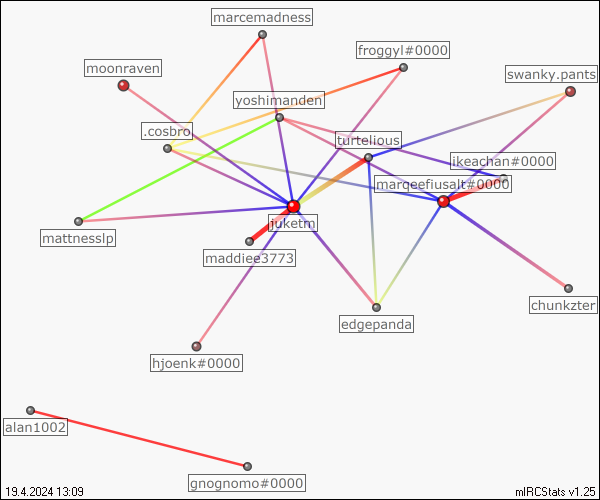 marcemadness
froggyl#0000
moonraven
swanky.pants
yoshimanden
.cosbro
turtelious
ikeachan#0000
marqeefiusalt#0000
juketm
mattnesslp
maddiee3773
chunkzter
edgepanda
hjoenk#0000
alan1002
gnognomo#0000
19.4.2024 13:09
mIRCStats v1.25